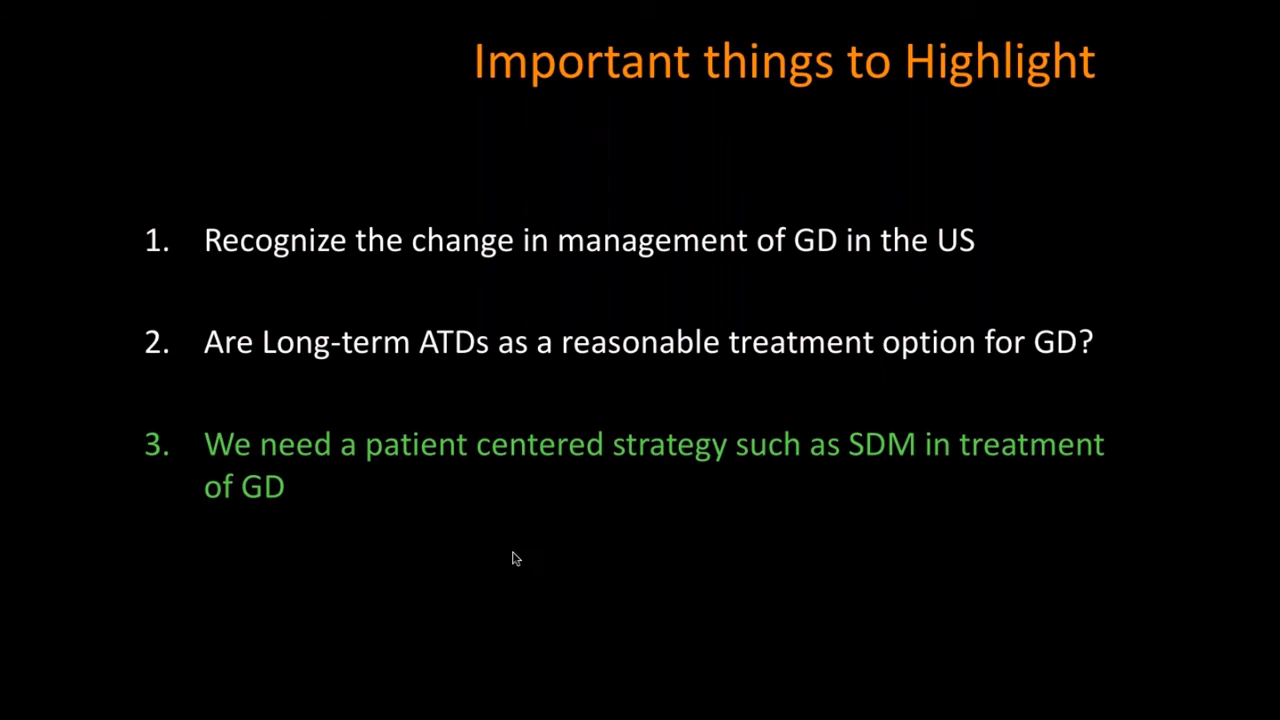 Important things to Highlight
1. Recognize the change in management of GD in the US
2. Are Long-term ATDs as a reasonable treatment option for GD?
3. We need a patient centered strategy such as SDM in treatment
of GD